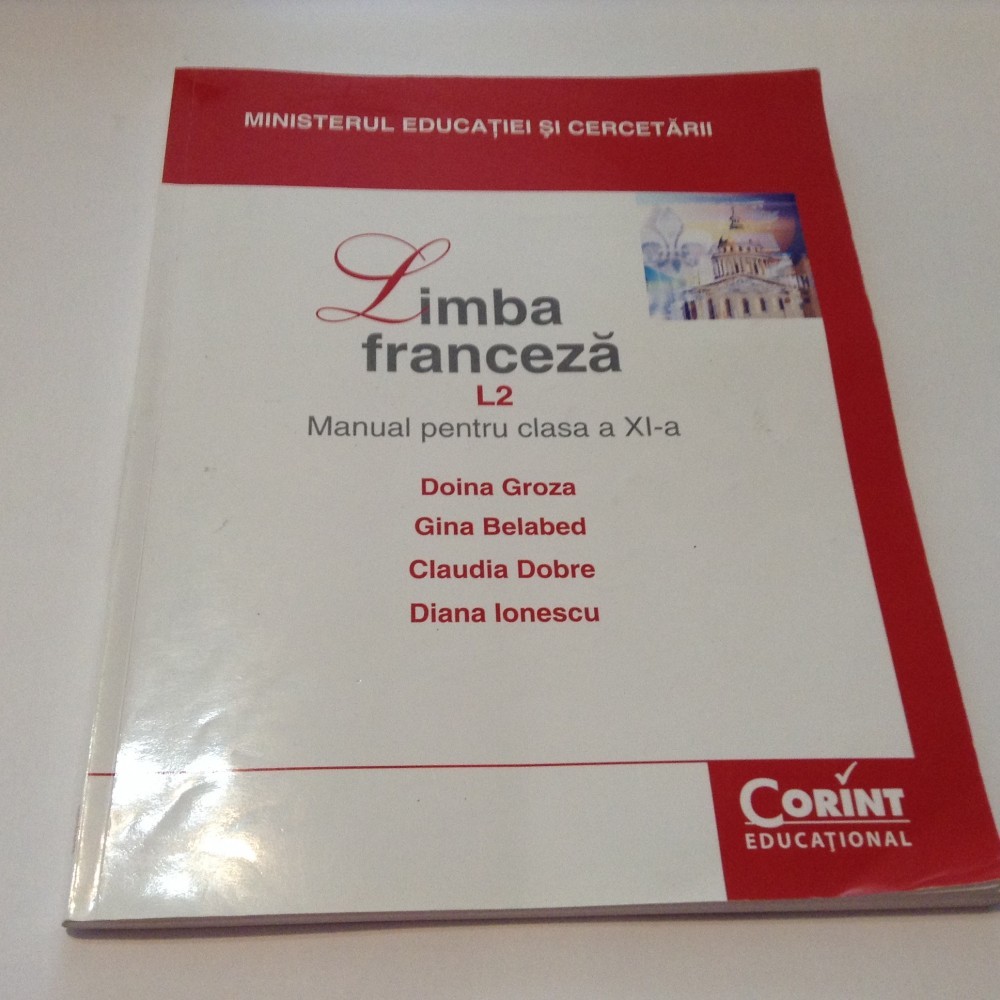 MINISTERUL EDUCAȚIEI ȘI CERCETĂRII
Limba
franceză
L2
Manual pentru clasa a XI-a
Doina Groza
Gina Belabed
Claudia Dobre
Diana Ionescu
CORINT
EDUCAȚIONAL